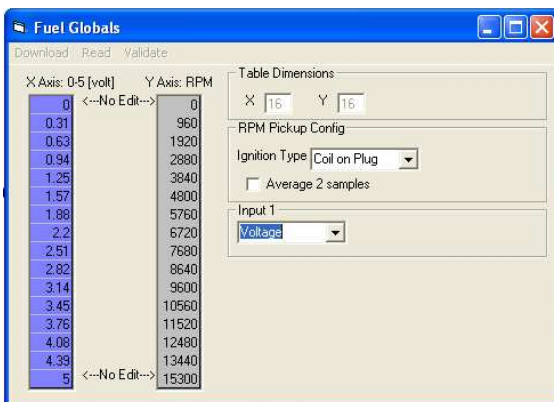 Fuel Globals
Download Read Validate
X Axis: 0-5 [volt] Y Axis: RPM
0 <---No Edit---> 0
0.31 960
0.63 1920
0.94 2880
1.25 3840
1.57 4800
1.88 5760
2.2 6720
2.51 7680
2.82 8640
3.14 9600
3.45 10560
3.76 11520
4.08 12480
4.39 13440
5 <---No Edit---> 15300
Table Dimensions
X 16 Y 16
RPM Pickup Config
Ignition Type Coil on Plug
Average 2 samples
Input 1
Voltage